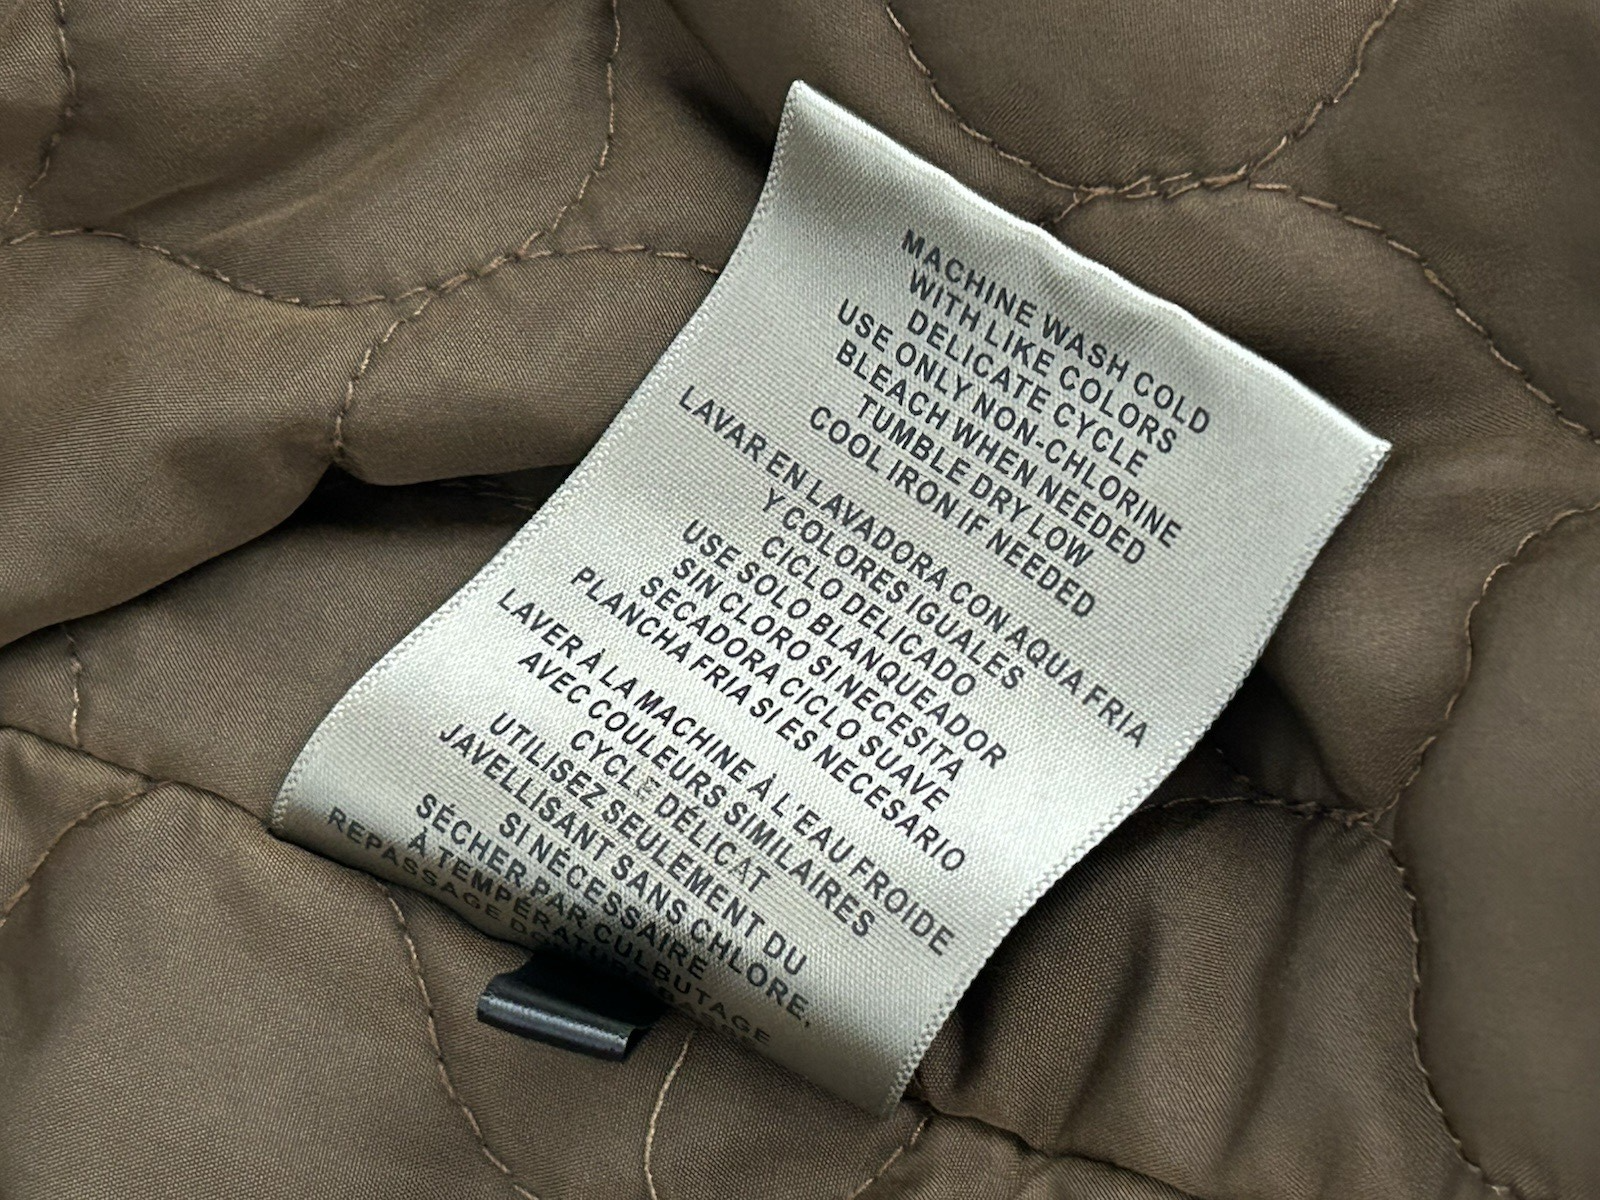 MACHINE WASH COLD
WITH LIKE COLORS
DELICATE CYCLE
USE ONLY NON-CHLORINE
BLEACH WHEN NEEDED
TUMBLE DRY LOW
COOL IRON IF NEEDED
LAVAR EN LAVADORA CON AQUA FRIA
Y COLORES IGUALES
CICLO DELICADO
USE SOLO BLANQUEADOR
SIN CLORO SI NECESITA
SECADORA CICLO SUAVE
PLANCHA FRIA SI ES NECESARIO
LAVER À LA MACHINE À L'EAU FROIDE
AVEC COULEURS SIMILAIRES
CYCLE DÉLICAT
UTILISEZ SEULEMENT DU
JAVELLISANT SANS CHLORE,
SI NÉCESSAIRE
SÉCHER PAR CULBUTAGE
À TEMPÉRATURE BASSE
REPASSAGE